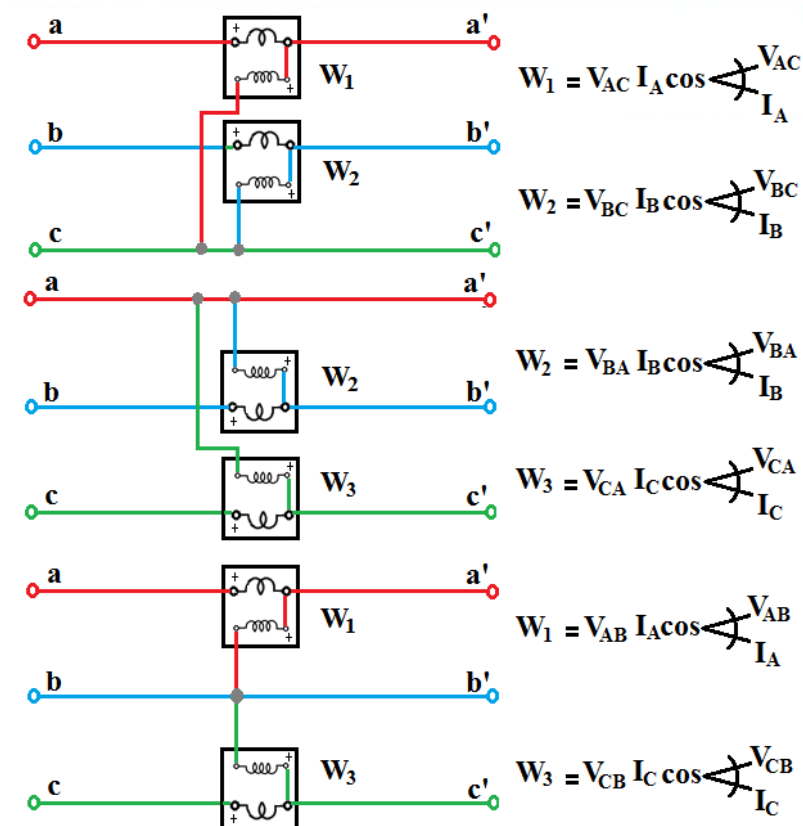 a a'
+
W1 W1 = VAC IA cos VAC
+ IA
+
b b'
W2 W2 = VBC IB cos VBC
+ IB
c c'
a a'
+
W2 W2 = VBA IB cos VBA
b b' IB
+
+
W3 W3 = VCA IC cos VCA
c c' IC
+
a a'
+
W1 W1 = VAB IA cos VAB
+ IA
b b'
+
W3 W3 = VCB IC cos VCB
c c' IC
+